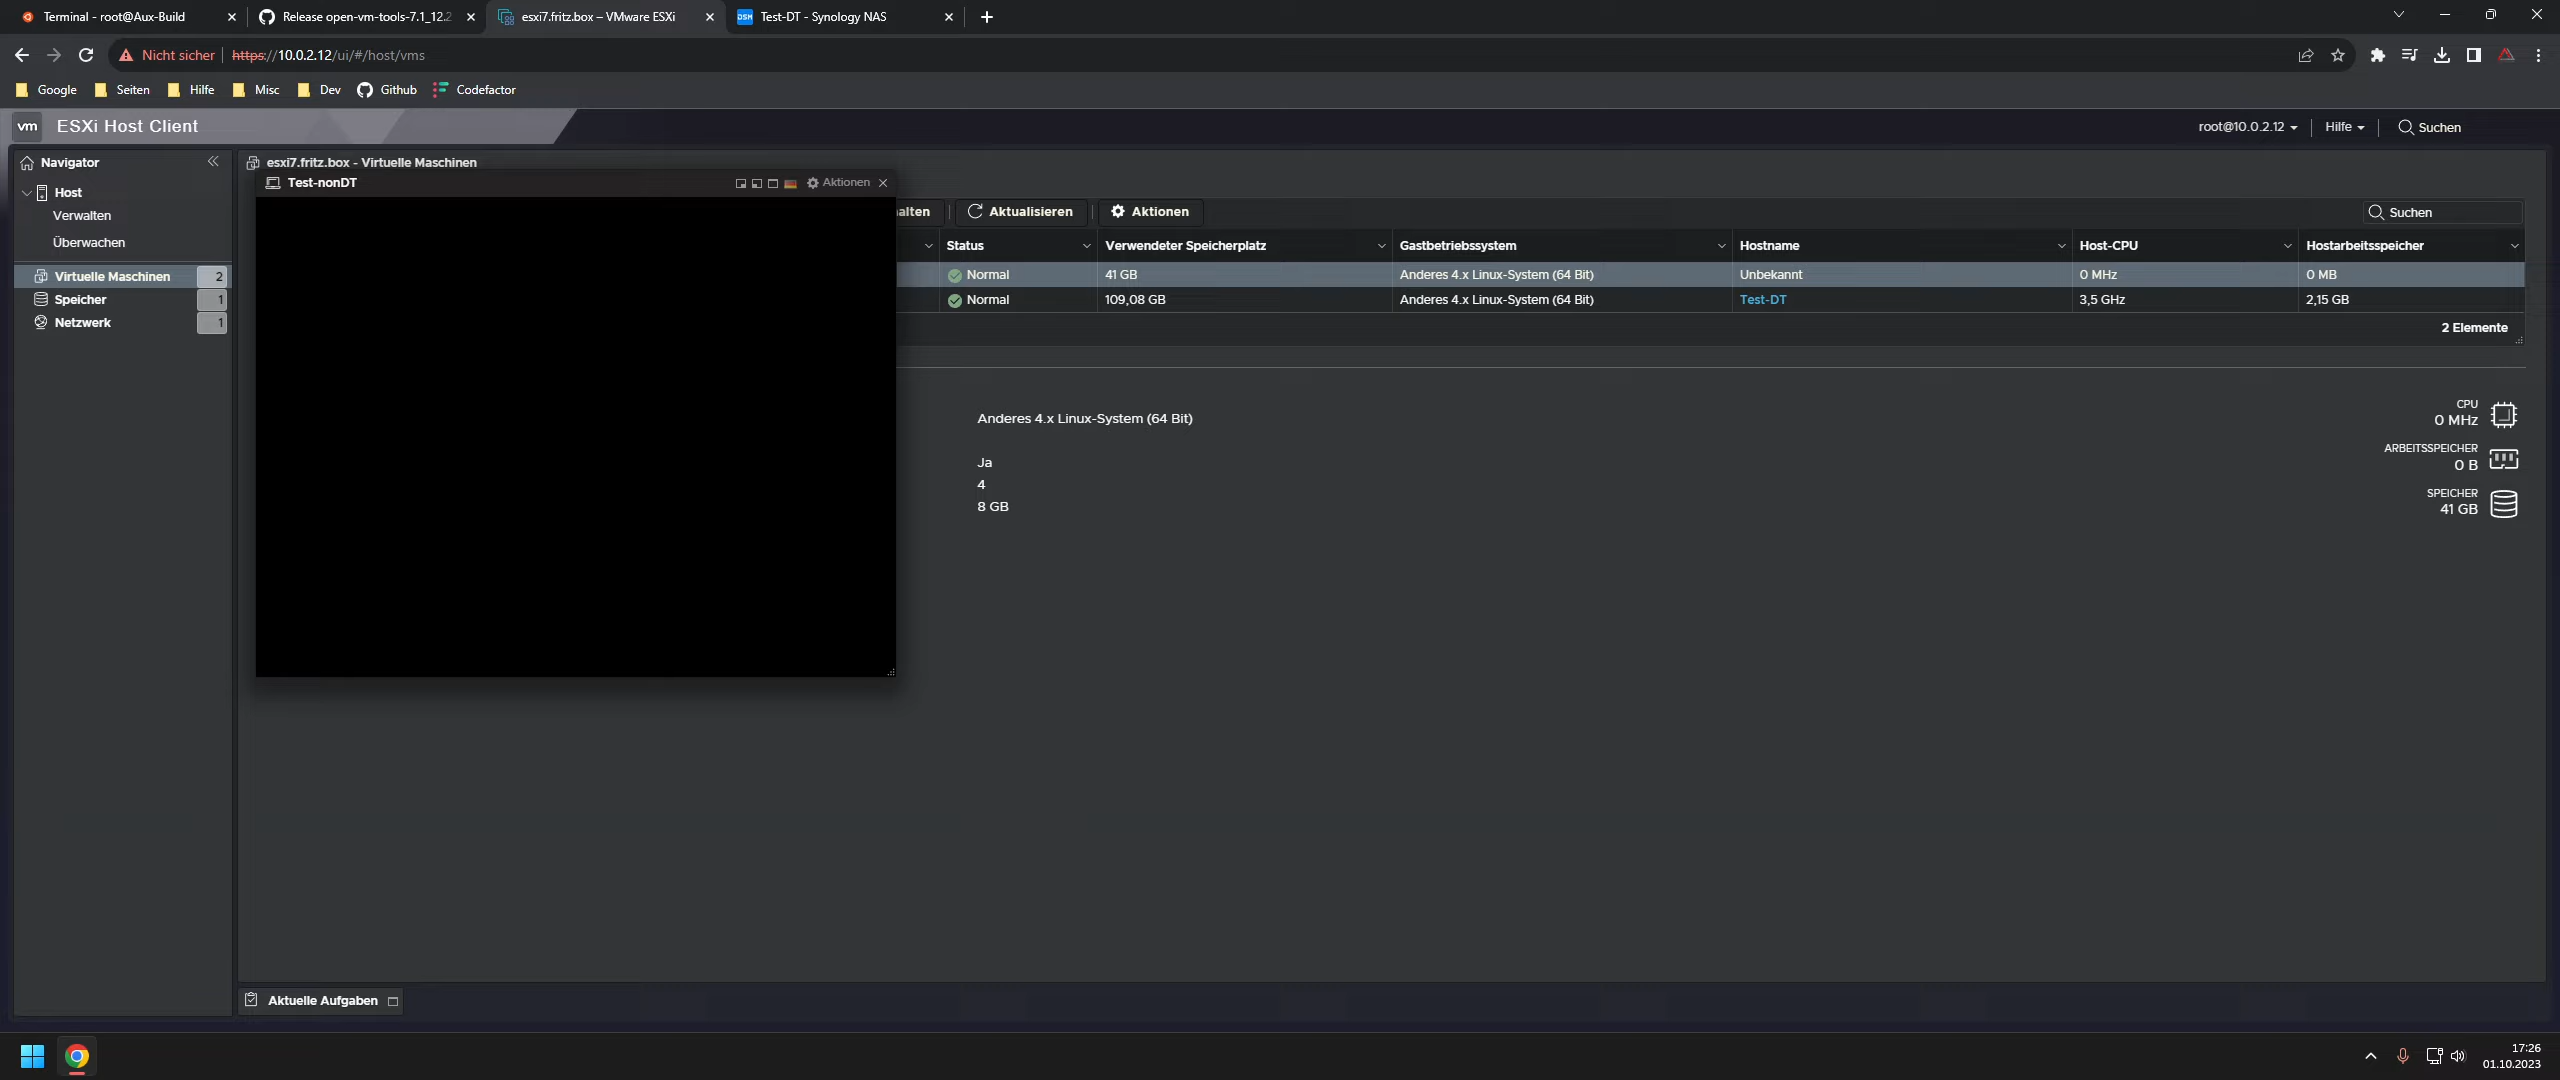 Terminal - root@Aux-Build
Release open-vm-tools-7.1_12.2
esxi7.fritz.box – VMware ESXi
DSM
Test-DT - Synology NAS
Nicht sicher
https://10.0.2.12/ui/#/host/vms
Google
Seiten
Hilfe
Misc
Dev
Github
Codefactor
vm
ESXi Host Client
root@10.0.2.12
Hilfe
Suchen
Navigator
esxi7.fritz.box - Virtuelle Maschinen
Test-nonDT
Aktionen
Host
Verwalten
Überwachen
Virtuelle Maschinen 2
Speicher 1
Netzwerk 1
alten
Aktualisieren
Aktionen
Suchen
Status Verwendeter Speicherplatz Gastbetriebssystem Hostname Host-CPU Hostarbeitsspeicher
Normal 41 GB Anderes 4.x Linux-System (64 Bit) Unbekannt 0 MHz 0 MB
Normal 109,08 GB Anderes 4.x Linux-System (64 Bit) Test-DT 3,5 GHz 2,15 GB
2 Elemente
Anderes 4.x Linux-System (64 Bit)
Ja
4
8 GB
CPU
0 MHz
ARBEITSSPEICHER
0 B
SPEICHER
41 GB
Aktuelle Aufgaben
17:26
01.10.2023